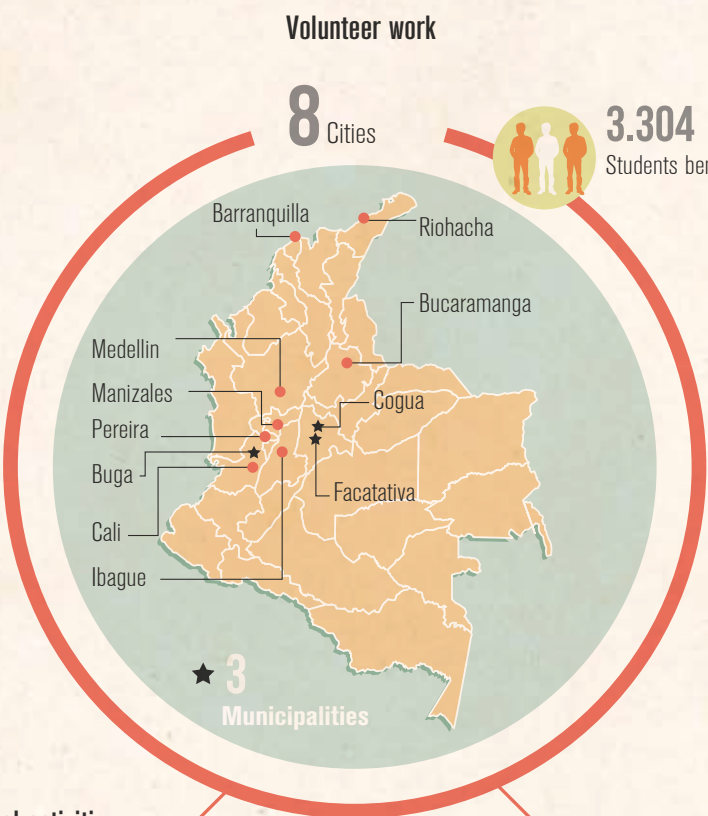 Volunteer work
8 Cities
3.304
Students
Barranquilla
Riohacha
Bucaramanga
Medellin
Manizales
Cogua
Pereira
Buga
Facatativa
Cali
Ibague
3
Municipalities